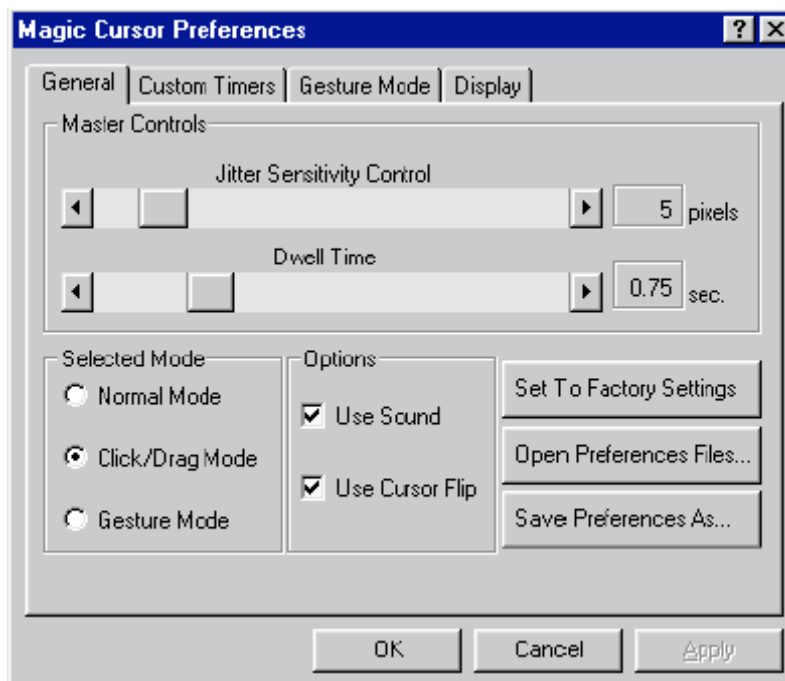 Magic Cursor Preferences
General Custom Timers Gesture Mode Display
Master Controls
Jitter Sensitivity Control
5 pixels
Dwell Time
0.75 sec.
Selected Mode
Normal Mode
Click/Drag Mode
Gesture Mode
Options
Use Sound
Use Cursor Flip
Set To Factory Settings
Open Preferences Files...
Save Preferences As...
OK Cancel Apply